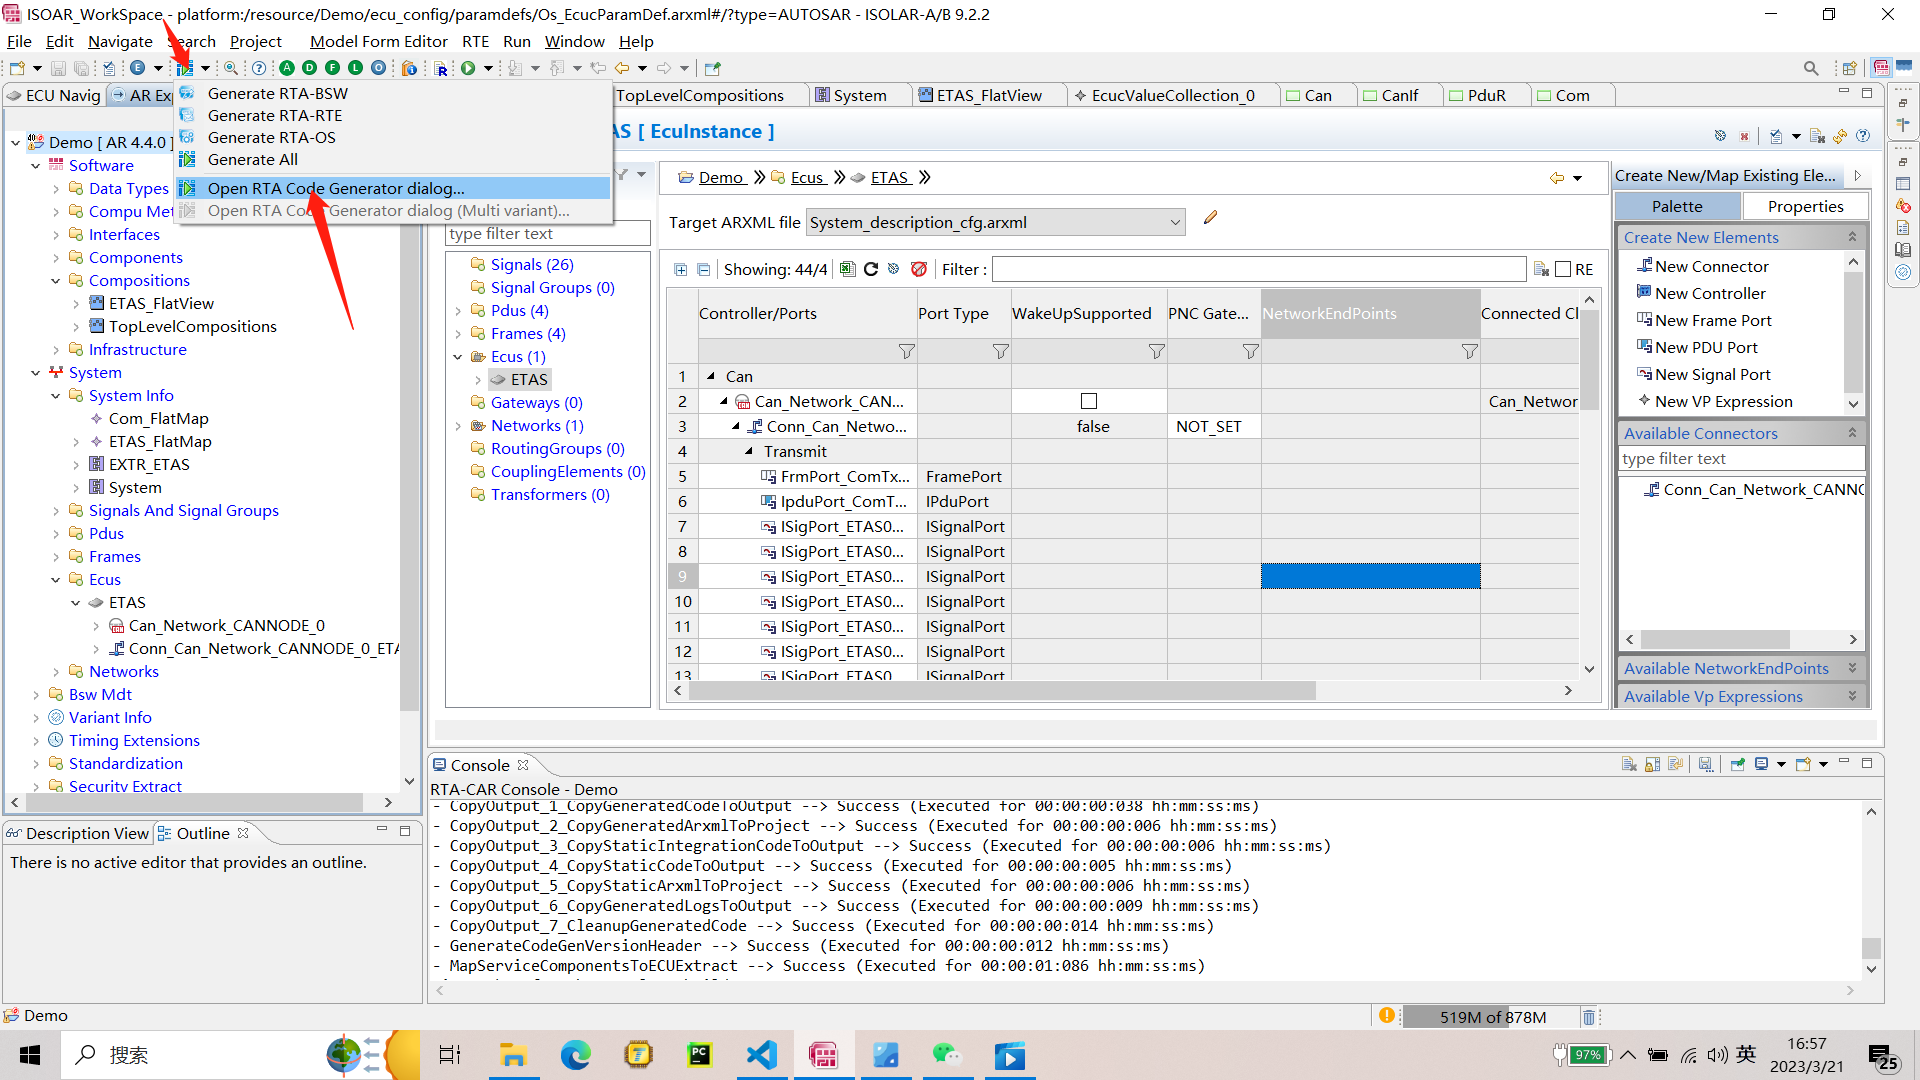 ISOAR_WorkSpace - platform:/resource/Demo/ecu_config/paramdefs/Os_EcucParamDef.arxml#/?type=AUTOSAR - ISOLAR-A/B 9.2.2
File Edit Navigate Search Project Model Form Editor RTE Run Window Help
ECU Navig
AR Exp
TopLevelCompositions
System
ETAS_FlatView
EcucValueCollection_0
Can
CanIf
PduR
Com
Generate RTA-BSW
Generate RTA-RTE
Generate RTA-OS
Generate All
Open RTA Code Generator dialog...
Open RTA Code Generator dialog (Multi variant)...
Demo [ AR 4.4.0 ]
Software
Data Types
Compu Met
Interfaces
Components
Compositions
ETAS_FlatView
TopLevelCompositions
Infrastructure
System
System Info
Com_FlatMap
ETAS_FlatMap
EXTR_ETAS
System
Signals And Signal Groups
Pdus
Frames
Ecus
ETAS
Can_Network_CANNODE_0
Conn_Can_Network_CANNODE_0_ETA
Networks
Bsw Mdt
Variant Info
Timing Extensions
Standardization
Security Extract
AS [ EcuInstance ]
type filter text
Signals (26)
Signal Groups (0)
Pdus (4)
Frames (4)
Ecus (1)
ETAS
Gateways (0)
Networks (1)
RoutingGroups (0)
CouplingElements (0)
Transformers (0)
Demo Ecus ETAS
Target ARXML file System_description_cfg.arxml
Showing: 44/4 Filter : RE
Controller/Ports Port Type WakeUpSupported PNC Gate... NetworkEndPoints Connected Cl
1 Can
2 Can_Network_CAN... Can_Networ
3 Conn_Can_Netwo... false NOT_SET
4 Transmit
5 FrmPort_ComTx... FramePort
6 IpduPort_ComT... IPduPort
7 ISigPort_ETAS0... ISignalPort
8 ISigPort_ETAS0... ISignalPort
9 ISigPort_ETAS0... ISignalPort
10 ISigPort_ETAS0... ISignalPort
11 ISigPort_ETAS0... ISignalPort
12 ISigPort_ETAS0... ISignalPort
13 ISigPort_ETAS0 ISignalPort
Create New/Map Existing Ele...
Palette Properties
Create New Elements
New Connector
New Controller
New Frame Port
New PDU Port
New Signal Port
New VP Expression
Available Connectors
type filter text
Conn_Can_Network_CANNO
Available NetworkEndPoints
Available Vp Expressions
Description View Outline
There is no active editor that provides an outline.
Console
RTA-CAR Console - Demo
- CopyOutput_1_CopyGeneratedCodeToOutput --> Success (Executed for 00:00:00:038 hh:mm:ss:ms)
- CopyOutput_2_CopyGeneratedArxmlToProject --> Success (Executed for 00:00:00:006 hh:mm:ss:ms)
- CopyOutput_3_CopyStaticIntegrationCodeToOutput --> Success (Executed for 00:00:00:006 hh:mm:ss:ms)
- CopyOutput_4_CopyStaticCodeToOutput --> Success (Executed for 00:00:00:005 hh:mm:ss:ms)
- CopyOutput_5_CopyStaticArxmlToProject --> Success (Executed for 00:00:00:006 hh:mm:ss:ms)
- CopyOutput_6_CopyGeneratedLogsToOutput --> Success (Executed for 00:00:00:009 hh:mm:ss:ms)
- CopyOutput_7_CleanupGeneratedCode --> Success (Executed for 00:00:00:014 hh:mm:ss:ms)
- GenerateCodeGenVersionHeader --> Success (Executed for 00:00:00:012 hh:mm:ss:ms)
- MapServiceComponentsToECUExtract --> Success (Executed for 00:00:01:086 hh:mm:ss:ms)
Demo
519M of 878M
搜索
97%
英
16:57
2023/3/21
25